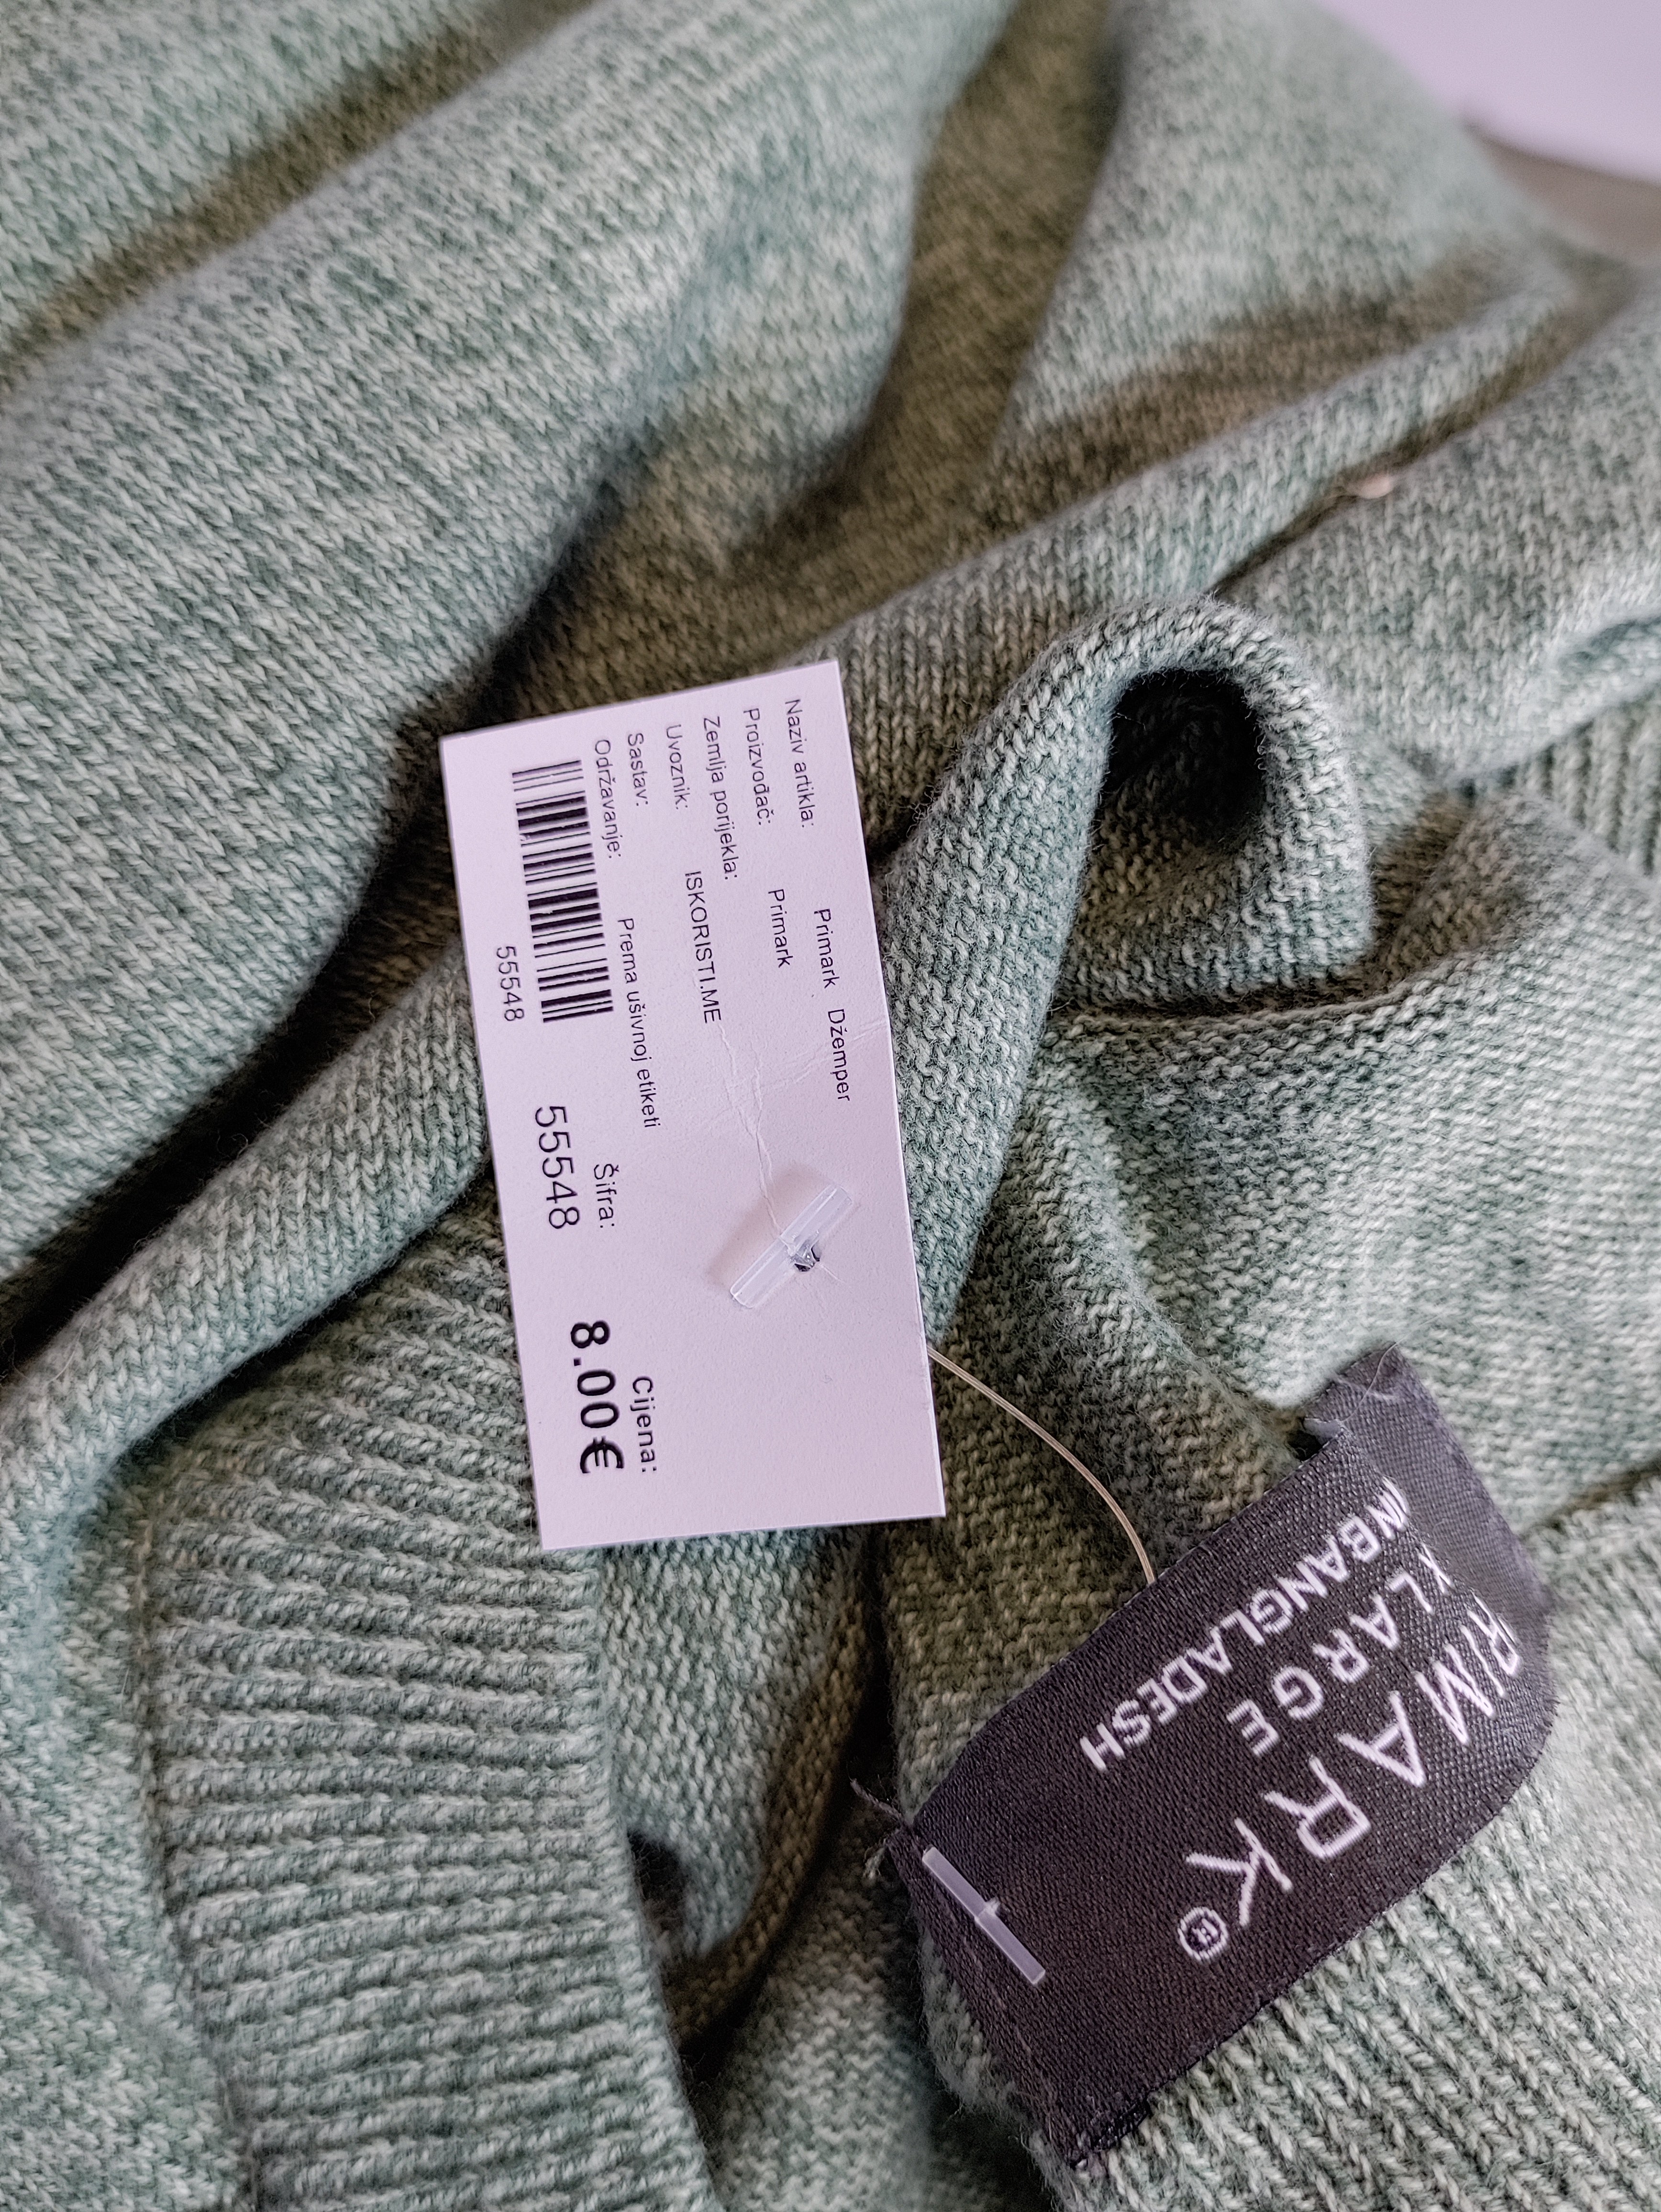 Naziv artikla: Primark Džemper
Proizvođač: Primark
Zemlja porijekla:
Uvoznik: ISKORISTI.ME
Sastav:
Održavanje: Prema ušivnoj etiketi
55548
Šifra:
55548
Cijena:
8.00€
RIMARK®
X LARGE
IN BANGLADESH